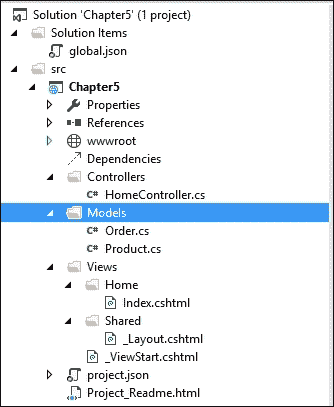 Solution 'Chapter5' (1 project)
Solution Items
global.json
src
Chapter5
Properties
References
wwwroot
Dependencies
Controllers
C# HomeController.cs
Models
C# Order.cs
C# Product.cs
Views
Home
Index.cshtml
Shared
_Layout.cshtml
_ViewStart.cshtml
project.json
Project_Readme.html